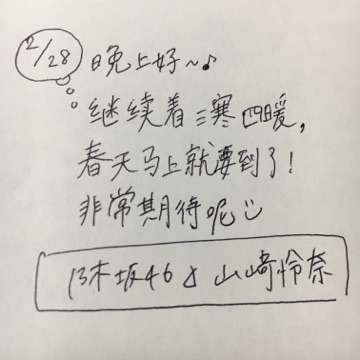 2/28
晚上好～♪
继续着三寒四暖,
春天马上就要到了!
非常期待呢
乃木坂46 & 山崎怜奈